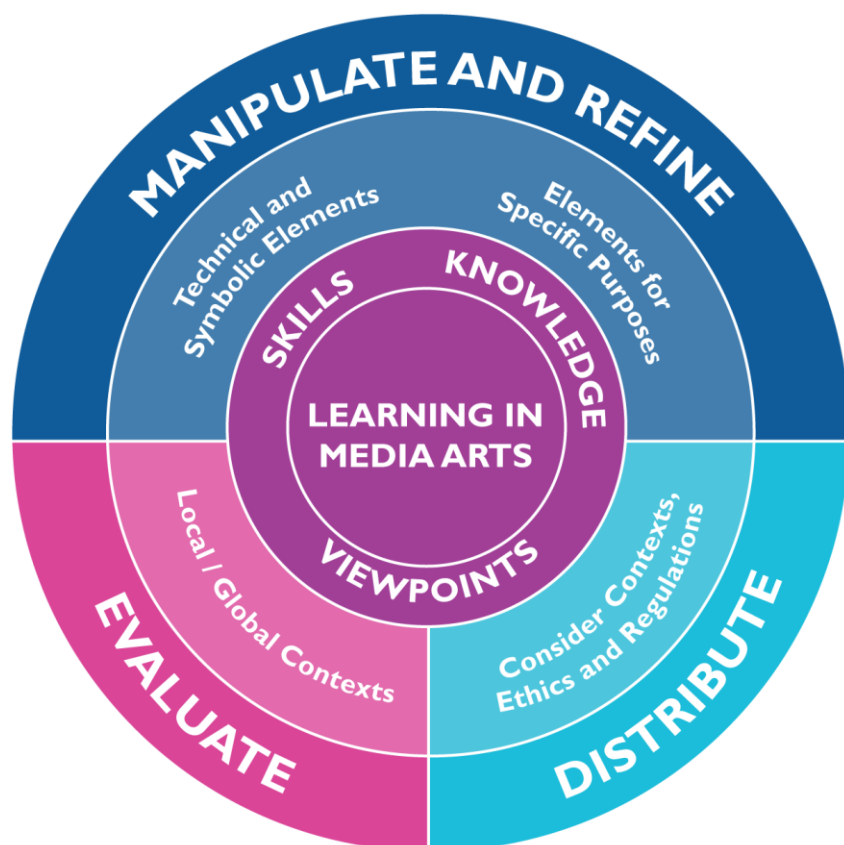 MANIPULATE AND REFINE
Technical and
Symbolic Elements
Elements for
Specific Purposes
SKILLS
KNOWLEDGE
LEARNING IN
MEDIA ARTS
VIEWPOINTS
Local / Global Contexts
Consider Contexts,
Ethics and Regulations
EVALUATE
DISTRIBUTE